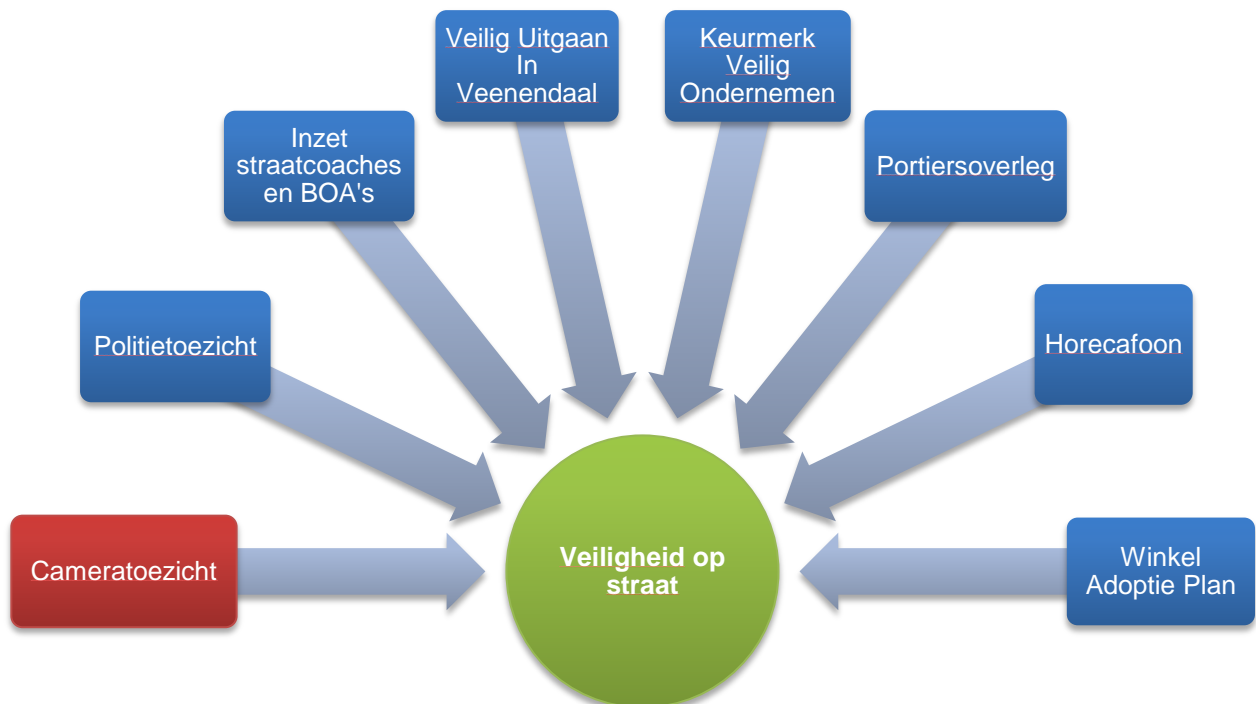 Veilig Uitgaan
In
Veenendaal
Keurmerk
Veilig
Ondernemen
Inzet
straatcoaches
en BOA's
Portiersoverleg
Politietoezicht
Horecafoon
Cameratoezicht
Veiligheid op
straat
Winkel
Adoptie Plan